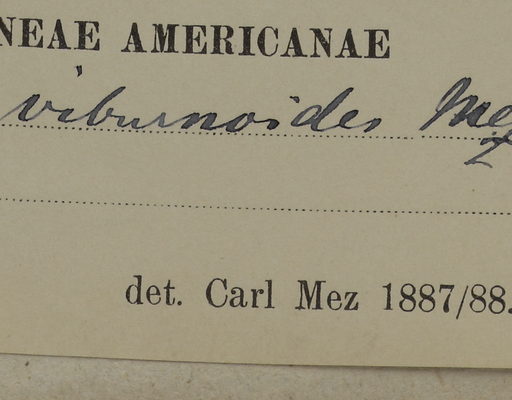 NEAE AMERICANAE
viburnoides Mez
det. Carl Mez 1887/88.